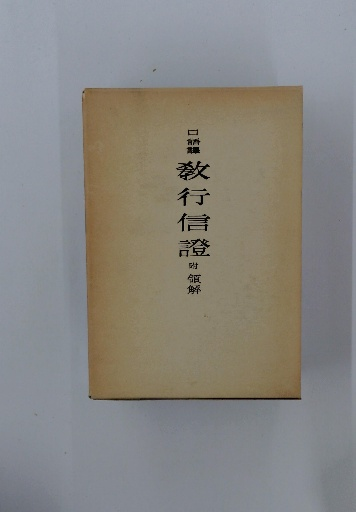 口語譯
教行信證
附 領解